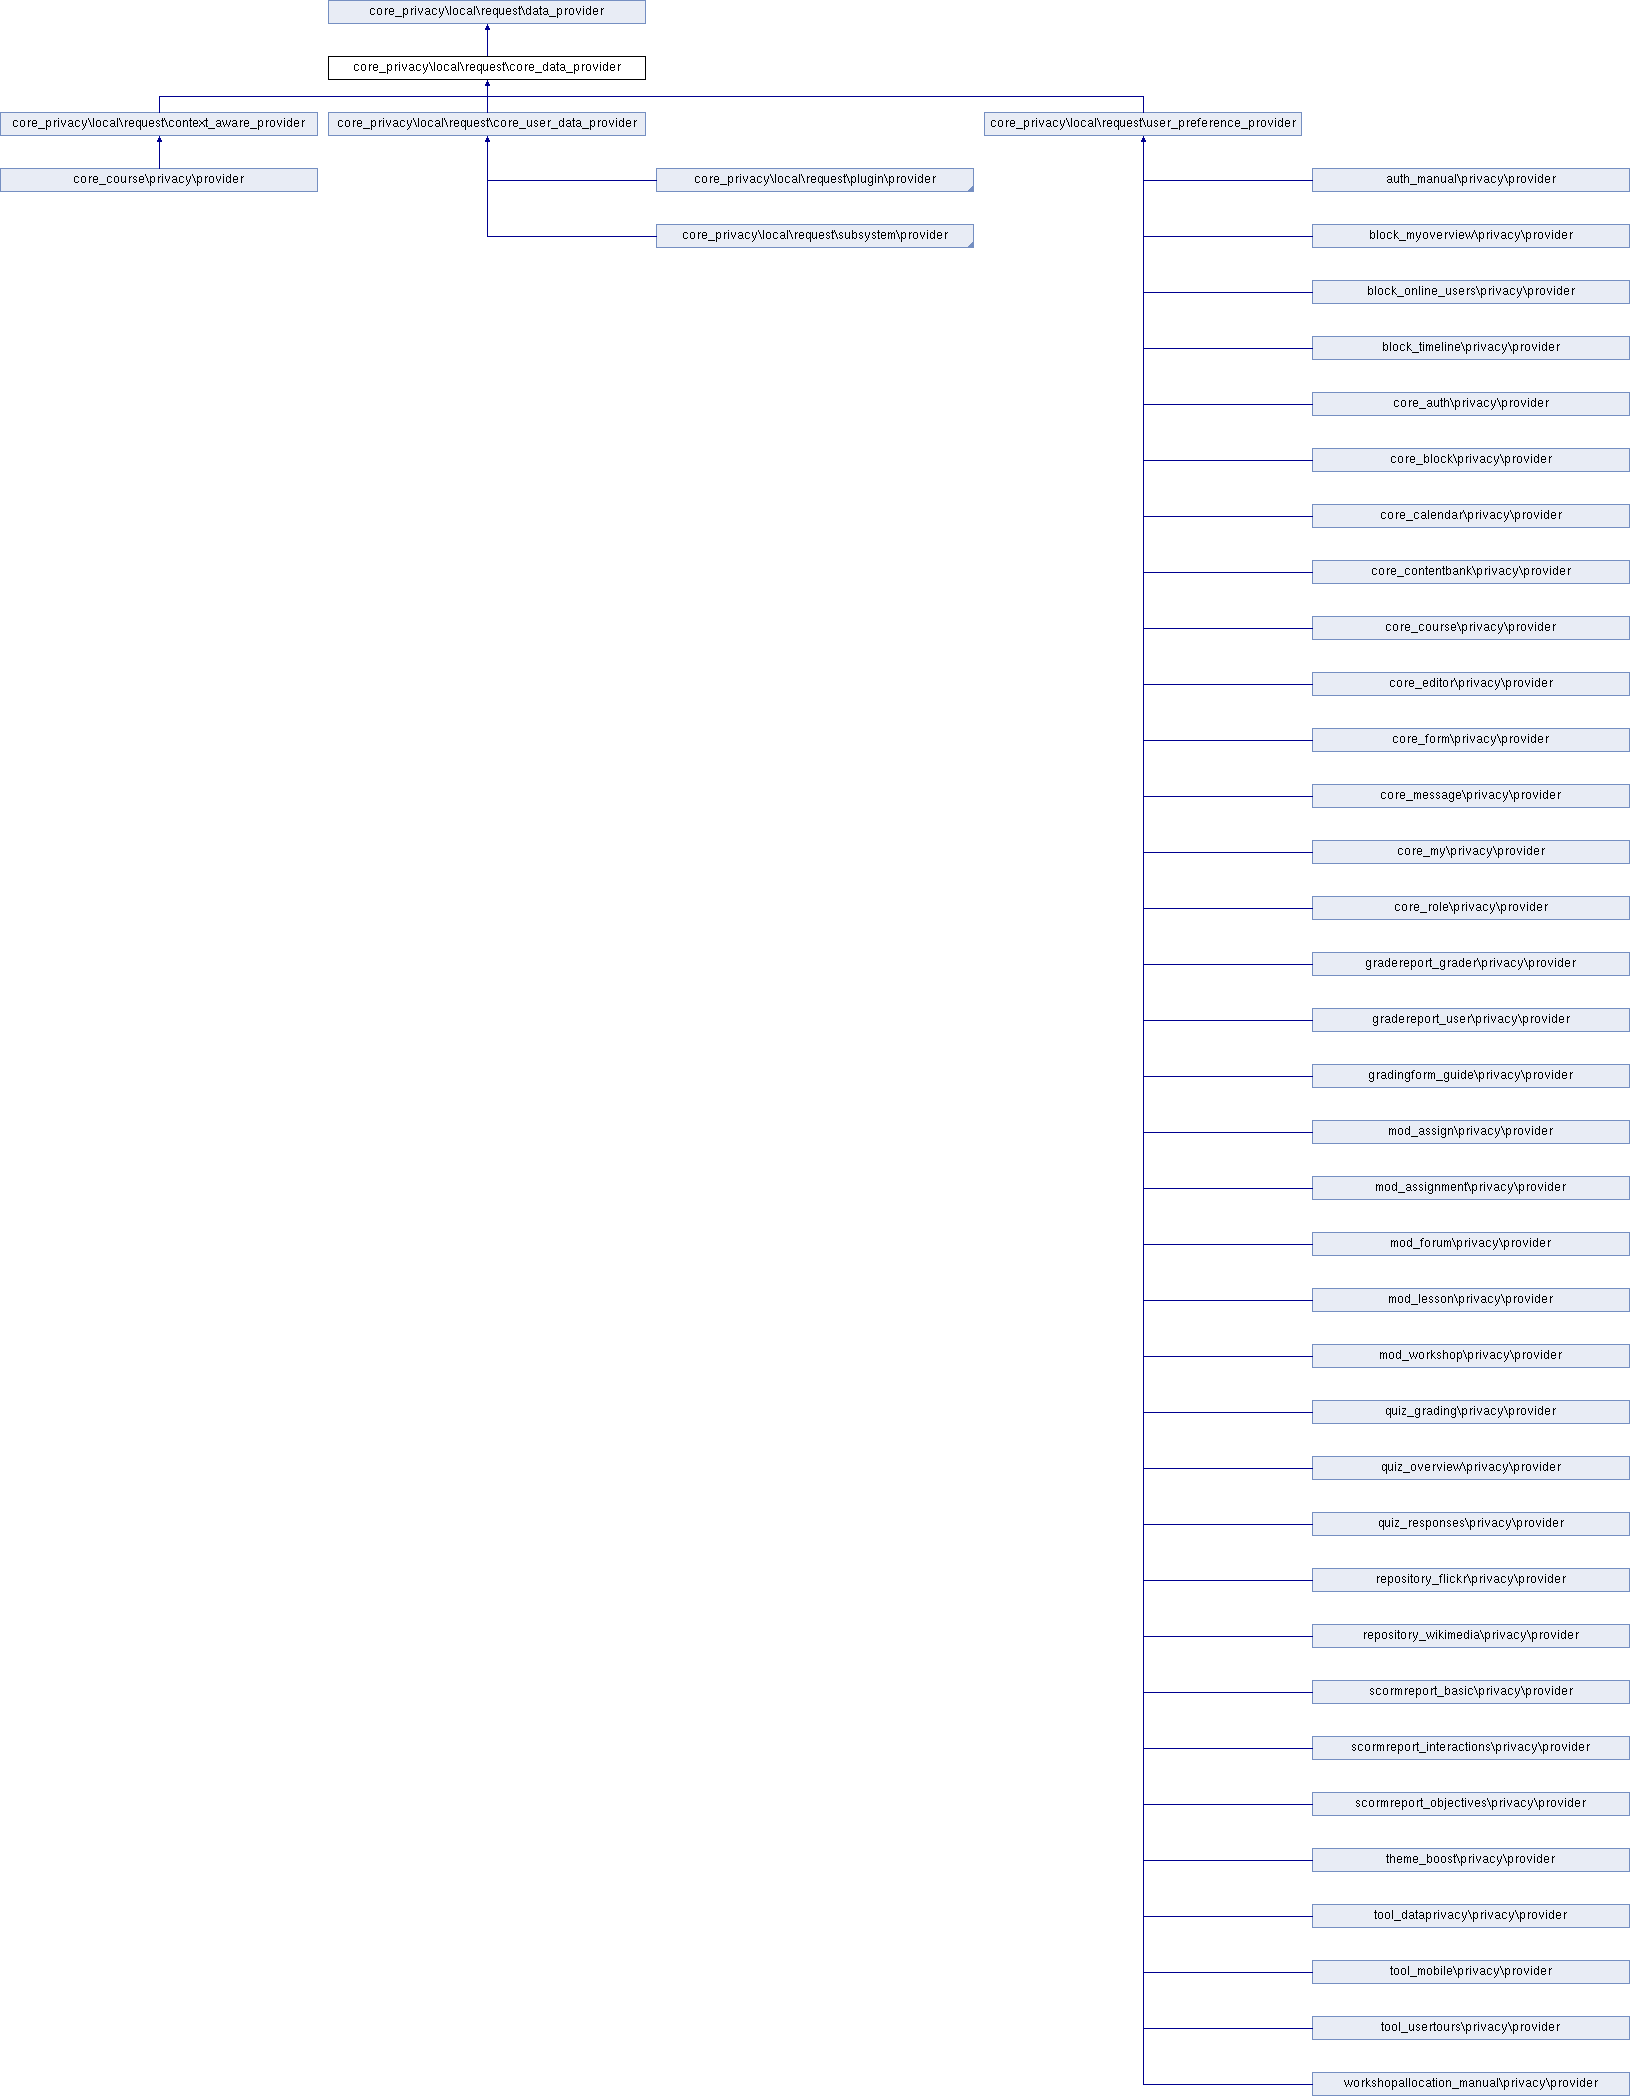 core_privacy\local\request\data_provider
core_privacy\local\request\core_data_provider
core_privacy\local\request\context_aware_provider
core_privacy\local\request\core_user_data_provider
core_privacy\local\request\user_preference_provider
core_course\privacy\provider
core_privacy\local\request\plugin\provider
auth_manual\privacy\provider
core_privacy\local\request\subsystem\provider
block_myoverview\privacy\provider
block_online_users\privacy\provider
block_timeline\privacy\provider
core_auth\privacy\provider
core_block\privacy\provider
core_calendar\privacy\provider
core_contentbank\privacy\provider
core_course\privacy\provider
core_editor\privacy\provider
core_form\privacy\provider
core_message\privacy\provider
core_my\privacy\provider
core_role\privacy\provider
gradereport_grader\privacy\provider
gradereport_user\privacy\provider
gradingform_guide\privacy\provider
mod_assign\privacy\provider
mod_assignment\privacy\provider
mod_forum\privacy\provider
mod_lesson\privacy\provider
mod_workshop\privacy\provider
quiz_grading\privacy\provider
quiz_overview\privacy\provider
quiz_responses\privacy\provider
repository_flickr\privacy\provider
repository_wikimedia\privacy\provider
scormreport_basic\privacy\provider
scormreport_interactions\privacy\provider
scormreport_objectives\privacy\provider
theme_boost\privacy\provider
tool_dataprivacy\privacy\provider
tool_mobile\privacy\provider
tool_usertours\privacy\provider
workshopallocation_manual\privacy\provider